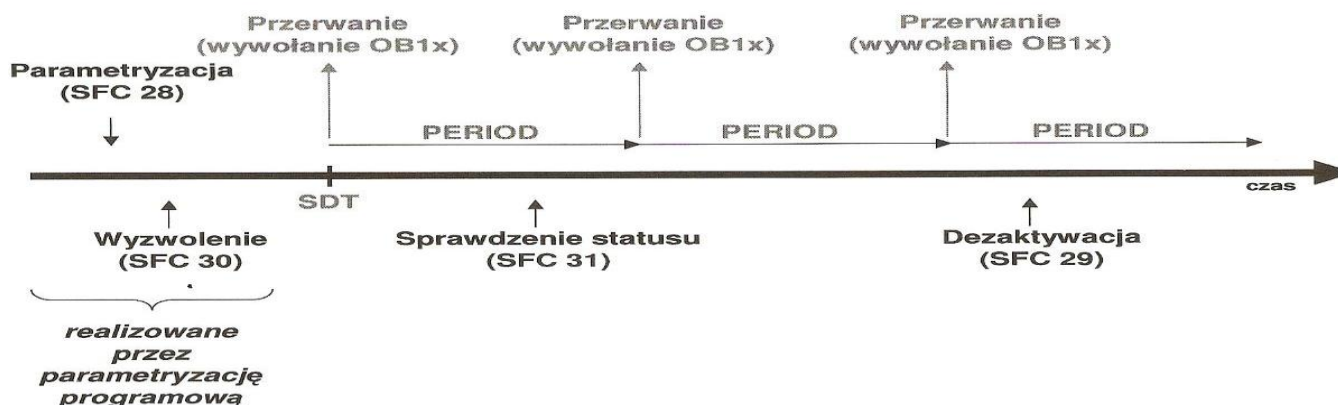 Przerwanie
(wywołanie OB1x)
Przerwanie
(wywołanie OB1x)
Przerwanie
(wywołanie OB1x)
Parametryzacja
(SFC 28)
PERIOD
PERIOD
PERIOD
SDT
czas
Wyzwolenie
(SFC 30)
Sprawdzenie statusu
(SFC 31)
Dezaktywacja
(SFC 29)
realizowane
przez
parametryzację
programową